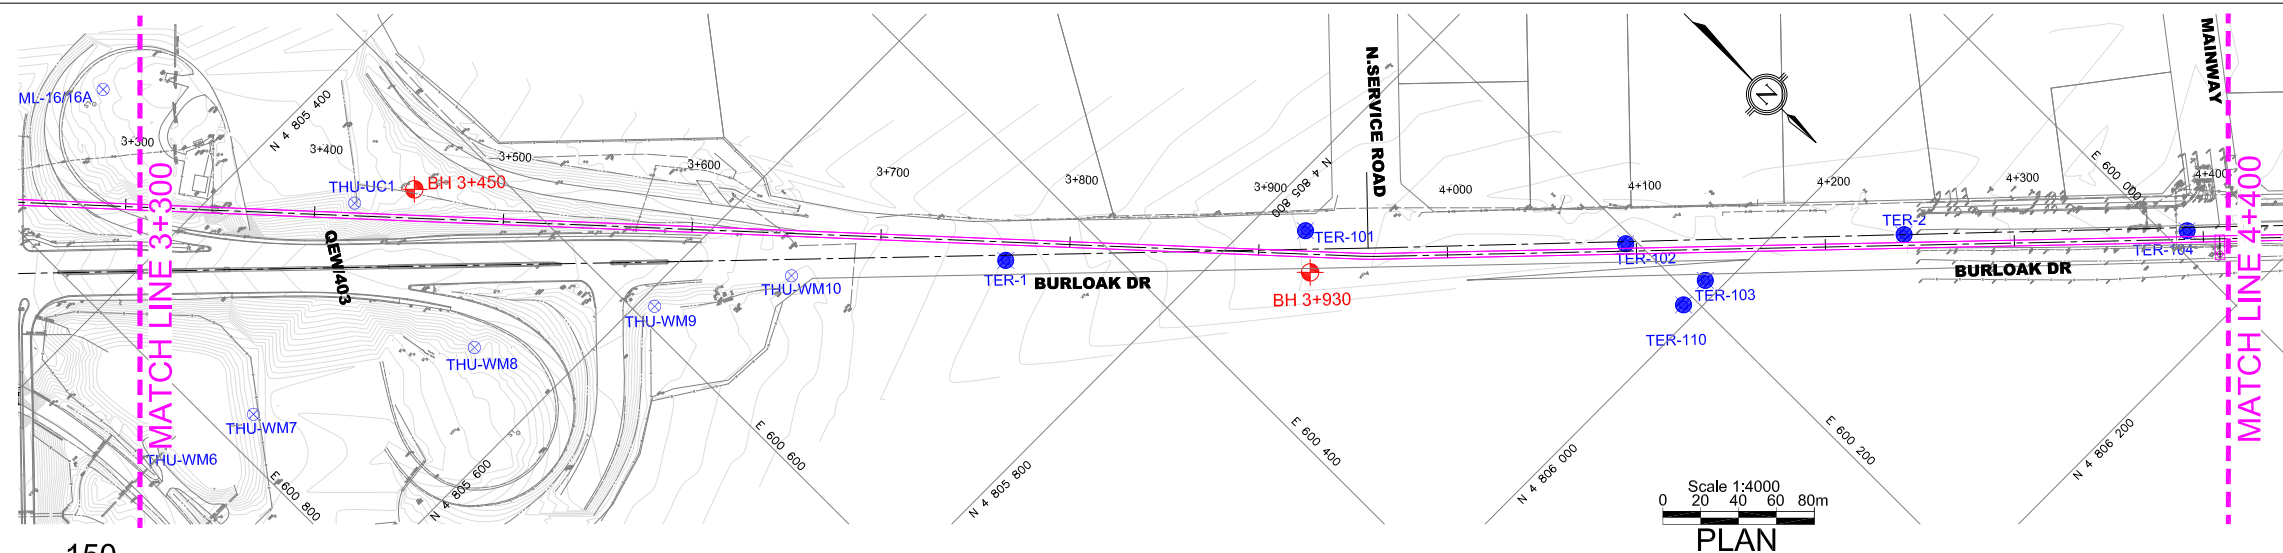 MAINWAY
N.SERVICE ROAD
ML-16/16A
N 4 805 400
3+300
3+400
3+500
3+600
3+700
3+800
3+900
N 4 805 800
4+000
4+100
4+200
4+300
4+400
E 600 000
Z
THU-UC1
BH 3+450
MATCH LINE 3+300
QEW/403
TER-101
TER-102
TER-2
TER-104
MATCH LINE 4+400
THU-WM10
TER-1
BURLOAK DR
BH 3+930
TER-103
BURLOAK DR
THU-WM9
TER-110
THU-WM8
THU-WM7
THU-WM6
E 600 800
N 4 805 600
E 600 600
N 4 805 800
E 600 400
N 4 806 000
E 600 200
N 4 806 200
Scale 1:4000
0 20 40 60 80m
PLAN
150